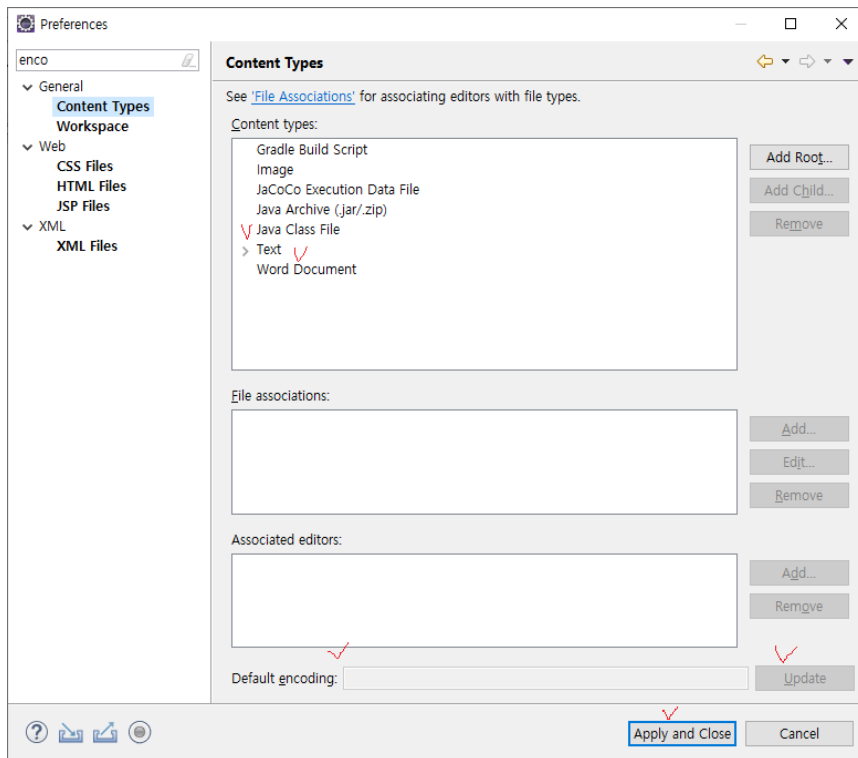 Preferences
enco
General
Content Types
Workspace
Web
CSS Files
HTML Files
JSP Files
XML
XML Files
Content Types
See 'File Associations' for associating editors with file types.
Content types:
Gradle Build Script
Image
JaCoCo Execution Data File
Java Archive (.jar/.zip)
Java Class File
Text
Word Document
Add Root...
Add Child...
Remove
File associations:
Add...
Edit...
Remove
Associated editors:
Add...
Remove
Default encoding:
Update
Apply and Close
Cancel